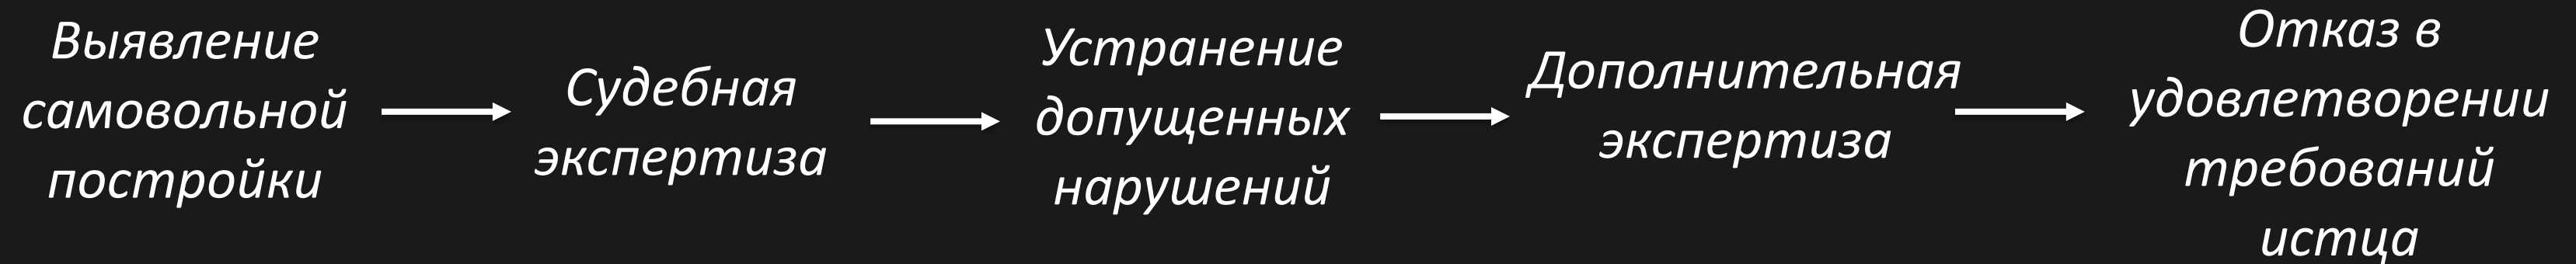 Выявление
самовольной
постройки
Судебная
экспертиза
Устранение
допущенных
нарушений
Дополнительная
экспертиза
Отказ в
удовлетворении
требований
истца